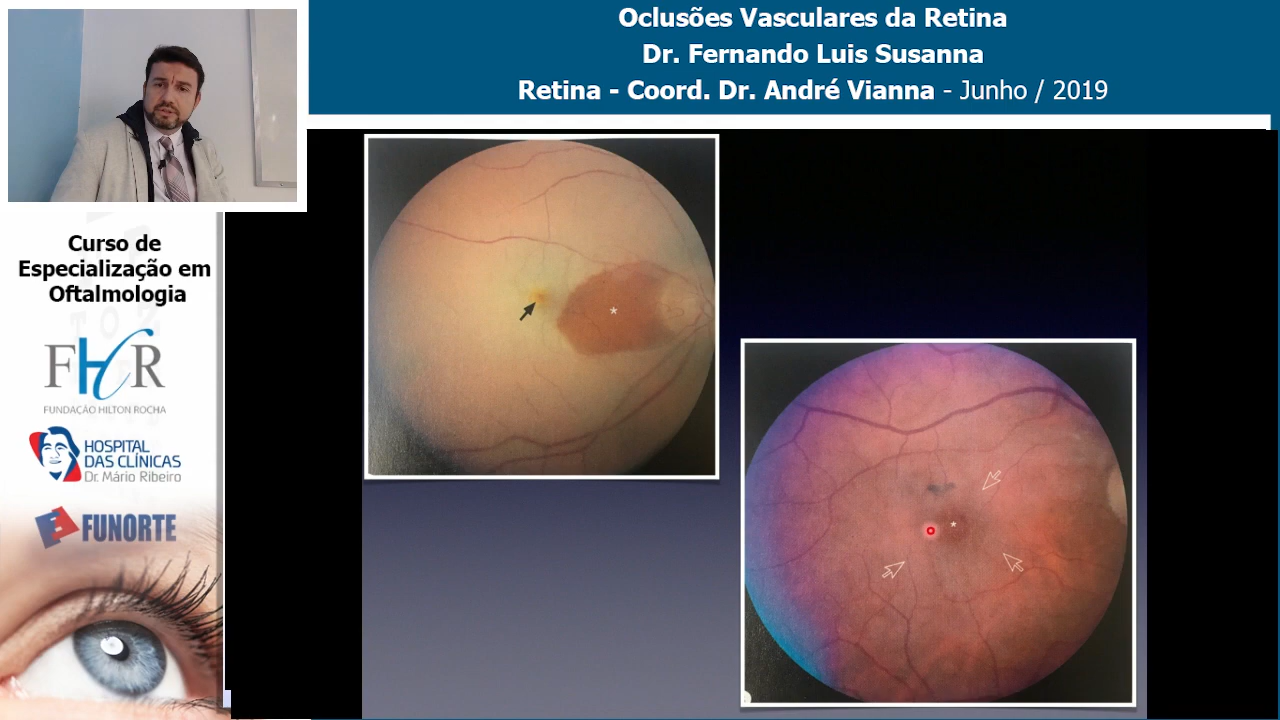 Oclusões Vasculares da Retina
Dr. Fernando Luis Susanna
Retina - Coord. Dr. André Vianna - Junho / 2019
Curso de
Especialização em
Oftalmologia
FHR
FUNDAÇÃO HILTON ROCHA
HOSPITAL
DAS CLÍNICAS
Dr. Mário Ribeiro
FUNORTE
*
*